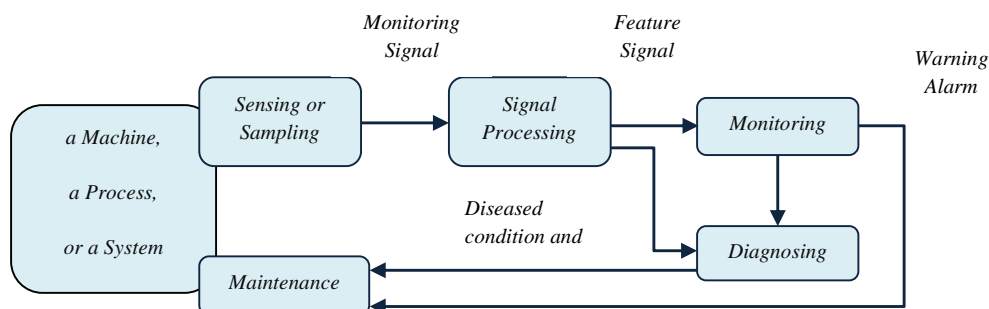 Monitoring
Signal
Feature
Signal
Warning
Alarm
a Machine,
a Process,
or a System
Sensing or
Sampling
Signal
Processing
Monitoring
Diseased
condition and
Diagnosing
Maintenance